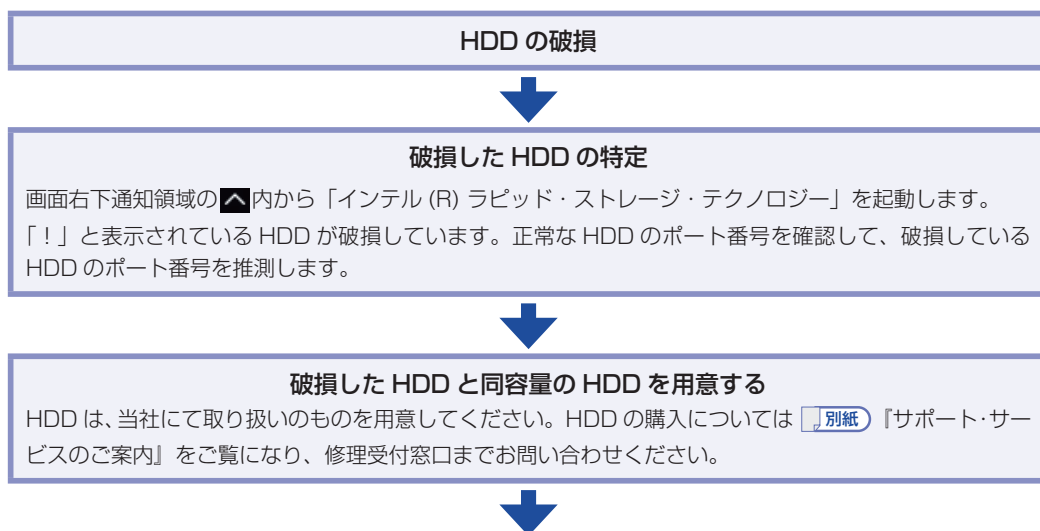 HDD の破損
破損した HDD の特定
画面右下通知領域の 内から「インテル (R) ラピッド・ストレージ・テクノロジー」を起動します。
「！」と表示されている HDD が破損しています。正常な HDD のポート番号を確認して、破損している
HDD のポート番号を推測します。
破損した HDD と同容量の HDD を用意する
HDD は、当社にて取り扱いのものを用意してください。HDD の購入については 別紙 『サポート・サー
ビスのご案内』をご覧になり、修理受付窓口までお問い合わせください。